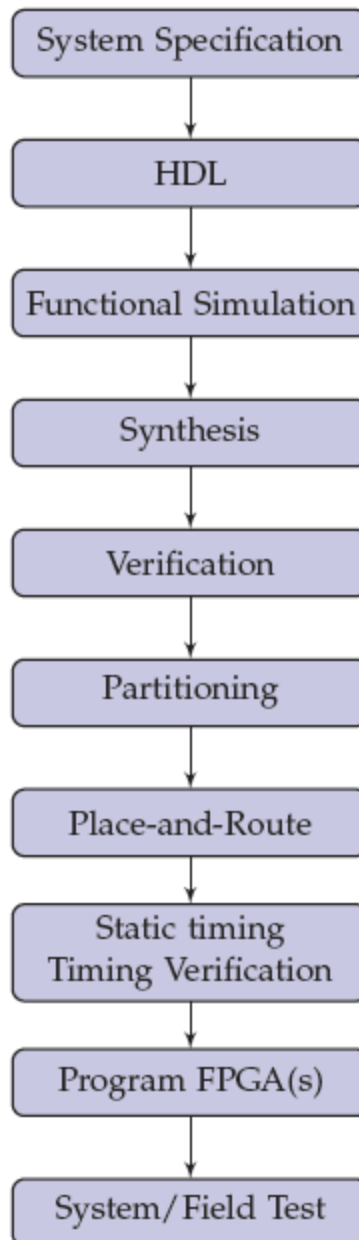 System Specification
HDL
Functional Simulation
Synthesis
Verification
Partitioning
Place-and-Route
Static timing
Timing Verification
Program FPGA(s)
System/Field Test